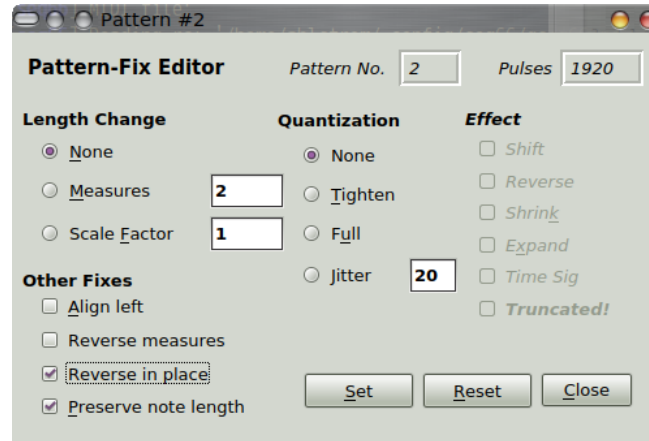 Pattern #2
Pattern-Fix Editor
Pattern No. 2
Pulses 1920
Length Change
None
Measures 2
Scale Factor 1
Other Fixes
Align left
Reverse measures
Reverse in place
Preserve note length
Quantization
None
Tighten
Full
Jitter 20
Effect
Shift
Reverse
Shrink
Expand
Time Sig
Truncated!
Set
Reset
Close